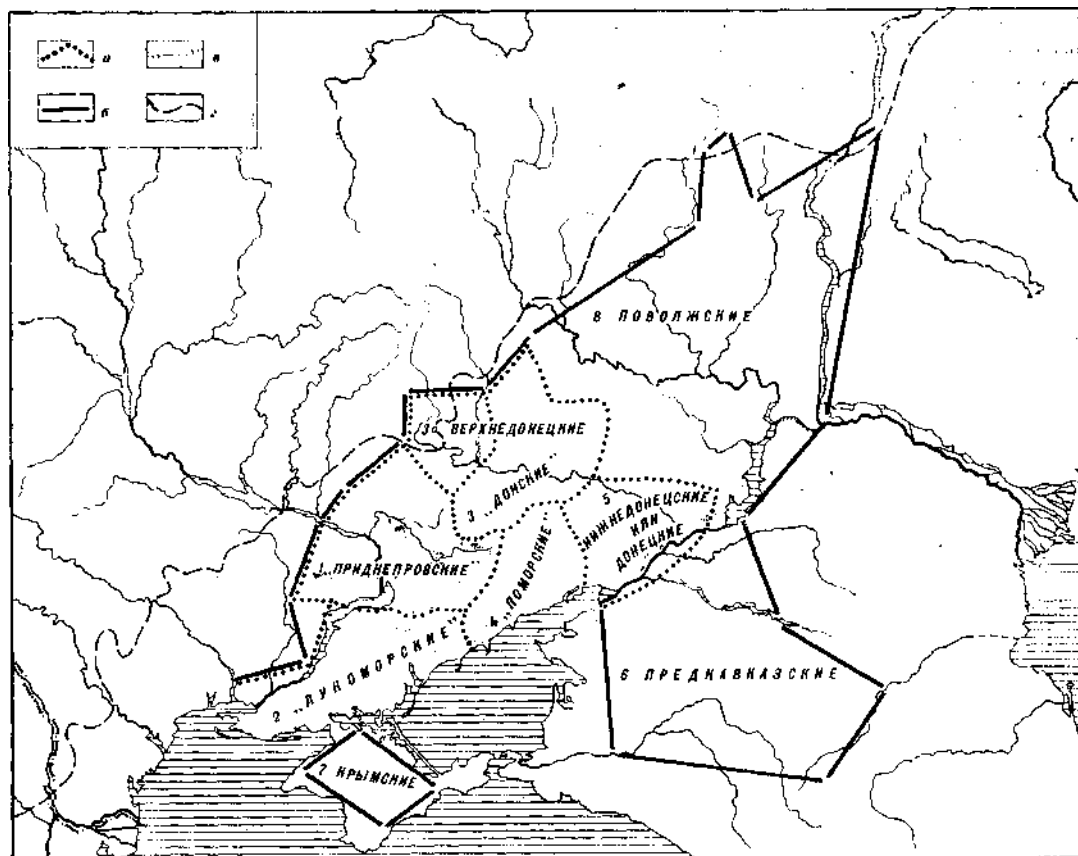 а
в
б
г
8 ПОВОЛЖСКИЕ
3а ВЕРХНЕДОНЕЦКИЕ
3 „ДОНСКИЕ"
5
НИЖНЕДОНЕЦСКИЕ
ИЛИ
ДОНЕЦКИЕ
1 „ПРИДНЕПРОВСКИЕ"
4 „ПОМОРСКИЕ"
2 „ЛУКОМОРСКИЕ"
6 ПРЕДКАВКАЗСКИЕ
7 КРЫМСКИЕ